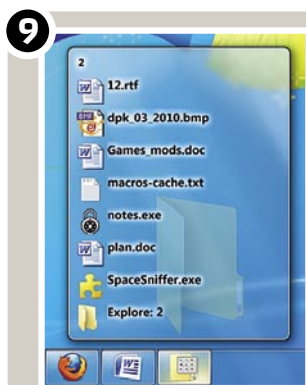 9
2
12.rtf
dpk_03_2010.bmp
Games_mods.doc
macros-cache.txt
notes.exe
plan.doc
SpaceSniffer.exe
Explore: 2